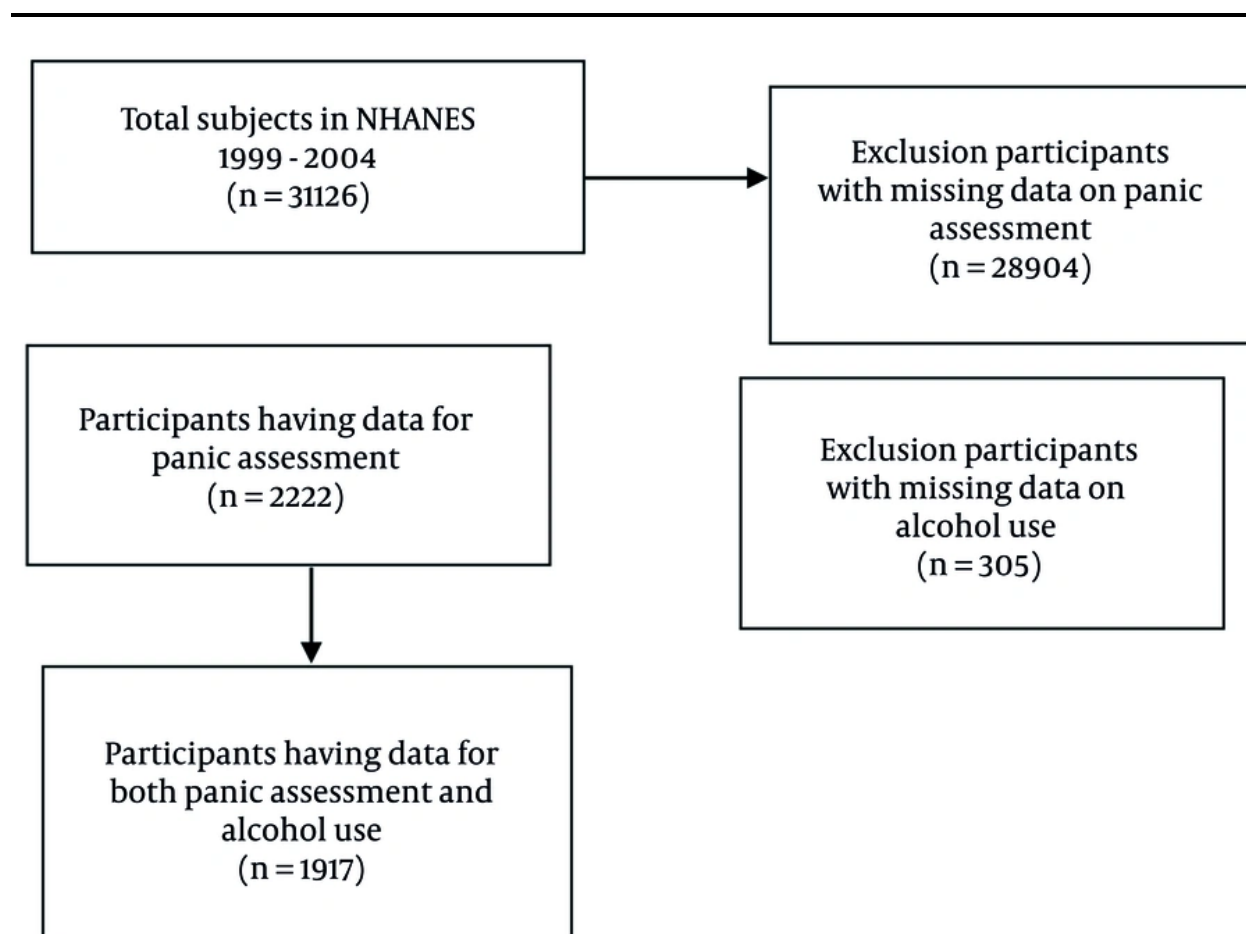 Total subjects in NHANES
1999 - 2004
(n = 31126)
Exclusion participants
with missing data on panic
assessment
(n = 28904)
Participants having data for
panic assessment
(n = 2222)
Exclusion participants
with missing data on
alcohol use
(n = 305)
Participants having data for
both panic assessment and
alcohol use
(n = 1917)